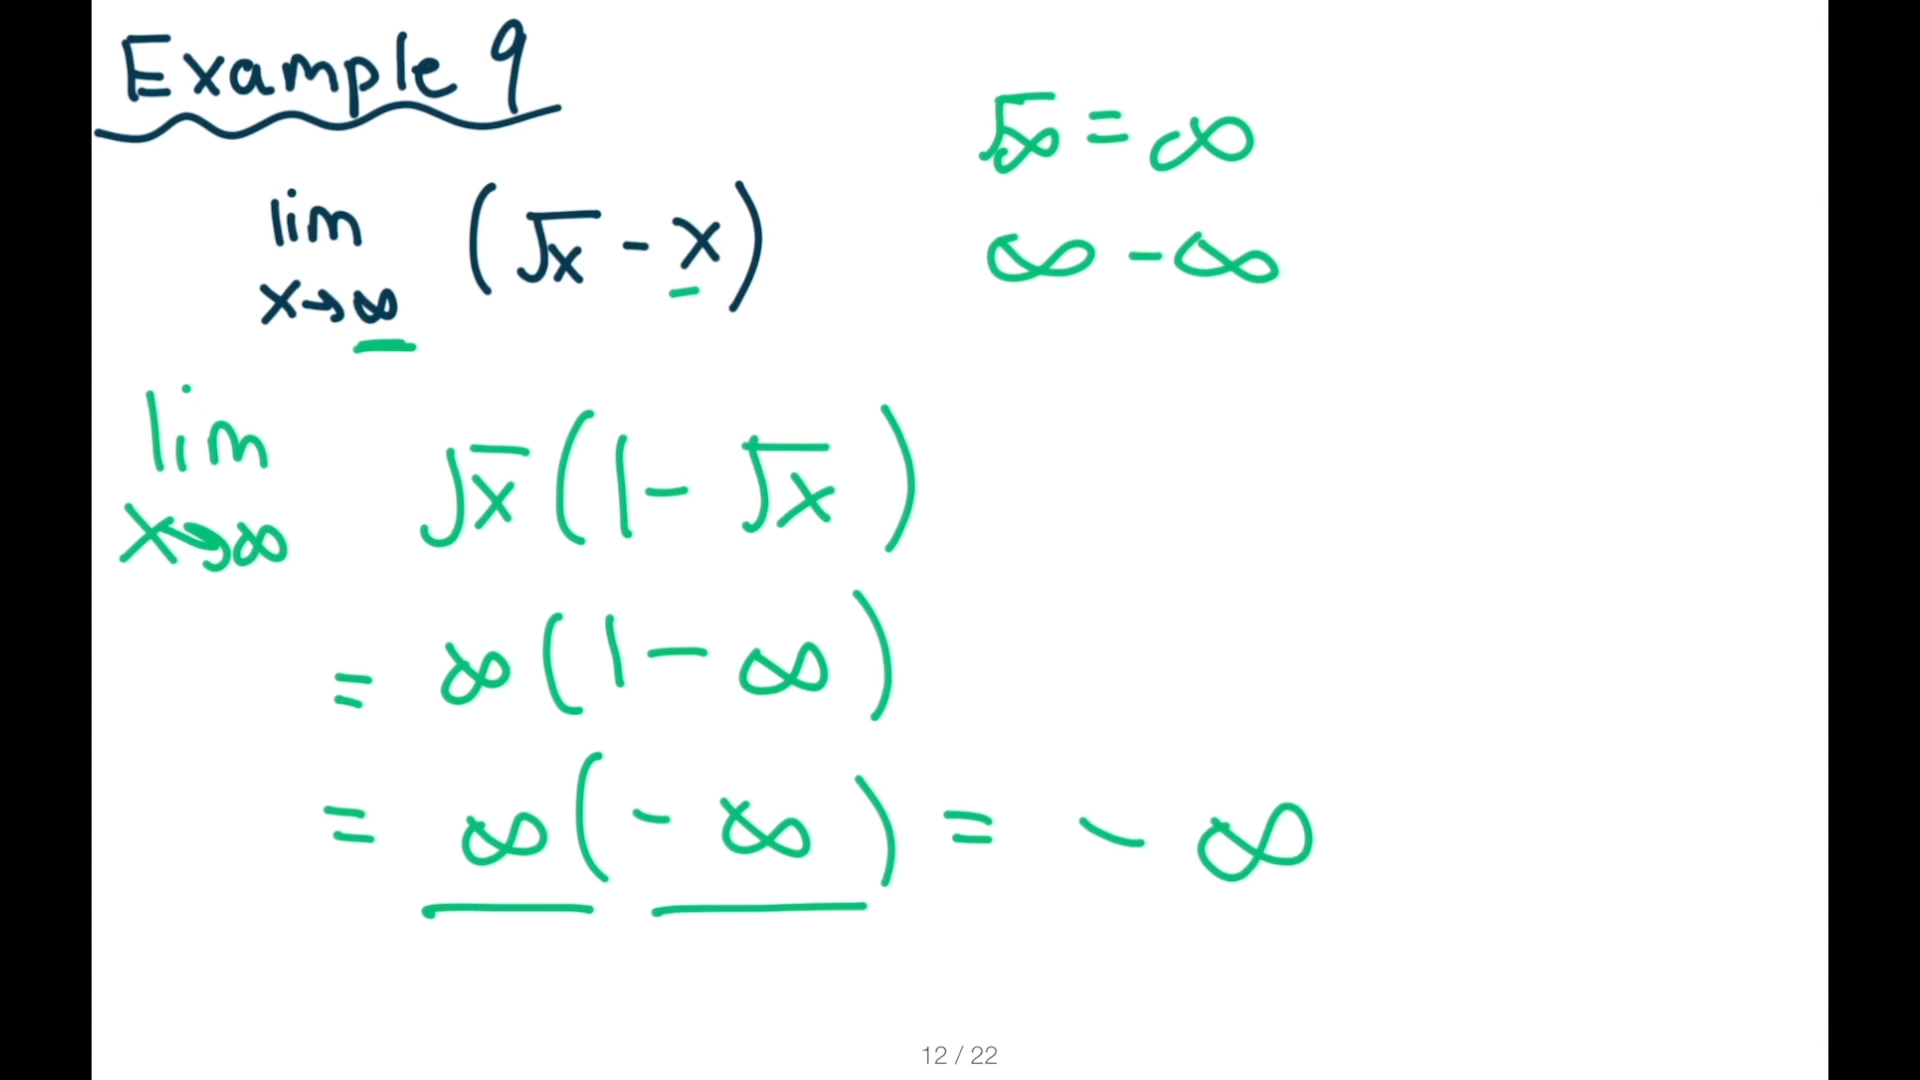 Example 9
lim x→∞ (√x - x)
√∞ = ∞
∞ - ∞
lim x→∞ √x (1 - √x)
= ∞ (1 - ∞)
= ∞ (- ∞) = - ∞
12 / 22